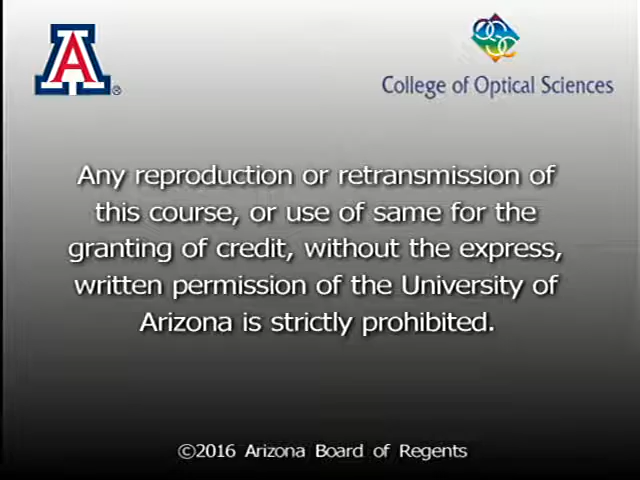 A®
College of Optical Sciences
Any reproduction or retransmission of
this course, or use of same for the
granting of credit, without the express,
written permission of the University of
Arizona is strictly prohibited.
©2016 Arizona Board of Regents